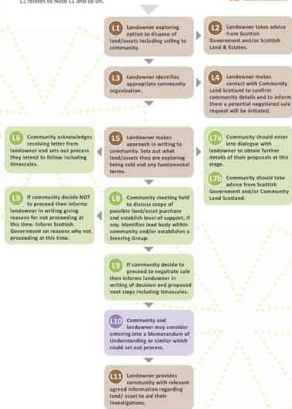 L1 relates to Note L1 and so on.
L1 Landowner exploring
option to dispose of
land/assets including selling to
community.
L2 Landowner takes advice
from Scottish
Government and/or Scottish
Land & Estates.
L3 Landowner identifies
appropriate community
organisation.
L4 Landowner makes
contact with Community
Land Scotland to confirm
community details and to inform
them a potential negotiated sale
request will be initiated.
L6 Community acknowledges
receiving letter from
landowner and sets out process
they intend to follow including
timescales.
L5 Landowner makes
approach in writing to
community. Sets out what
land/assets they are exploring
being sold and any fundamental
terms.
L7a Community should enter
into dialogue with
landowner to obtain further
details of their proposals at this
stage.
L7b Community should take
advice from Scottish
Government and/or Community
Land Scotland.
L9 If community decide NOT
to proceed then informs
landowner in writing giving
reasons for not proceeding at
this time. Inform Scottish
Government on reasons why not
proceeding at this time.
L8 Community meeting held
to discuss scope of
possible land/asset purchase
and establish level of support, if
any. Identifies lead body within
community and/or establishes a
Steering Group.
L9 If community decide to
proceed to negotiate sale
then informs landowner in
writing of decision and proposed
next steps including timescales.
L10 Community and
landowner may consider
entering into a Memorandum of
Understanding or similar which
could set out process.
L11 Landowner provides
community with relevant
agreed information regarding
land/ asset to aid their
investigations.